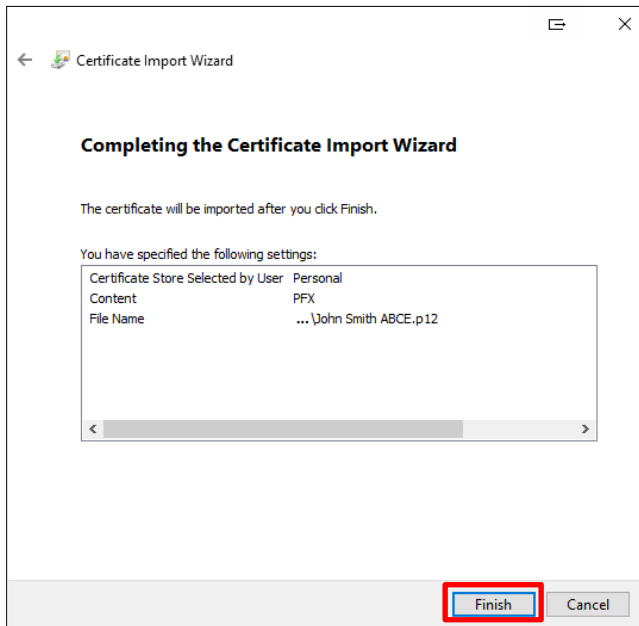 Certificate Import Wizard
Completing the Certificate Import Wizard
The certificate will be imported after you click Finish.
You have specified the following settings:
Certificate Store Selected by User Personal
Content PFX
File Name ...\John Smith ABCE.p12
Finish Cancel